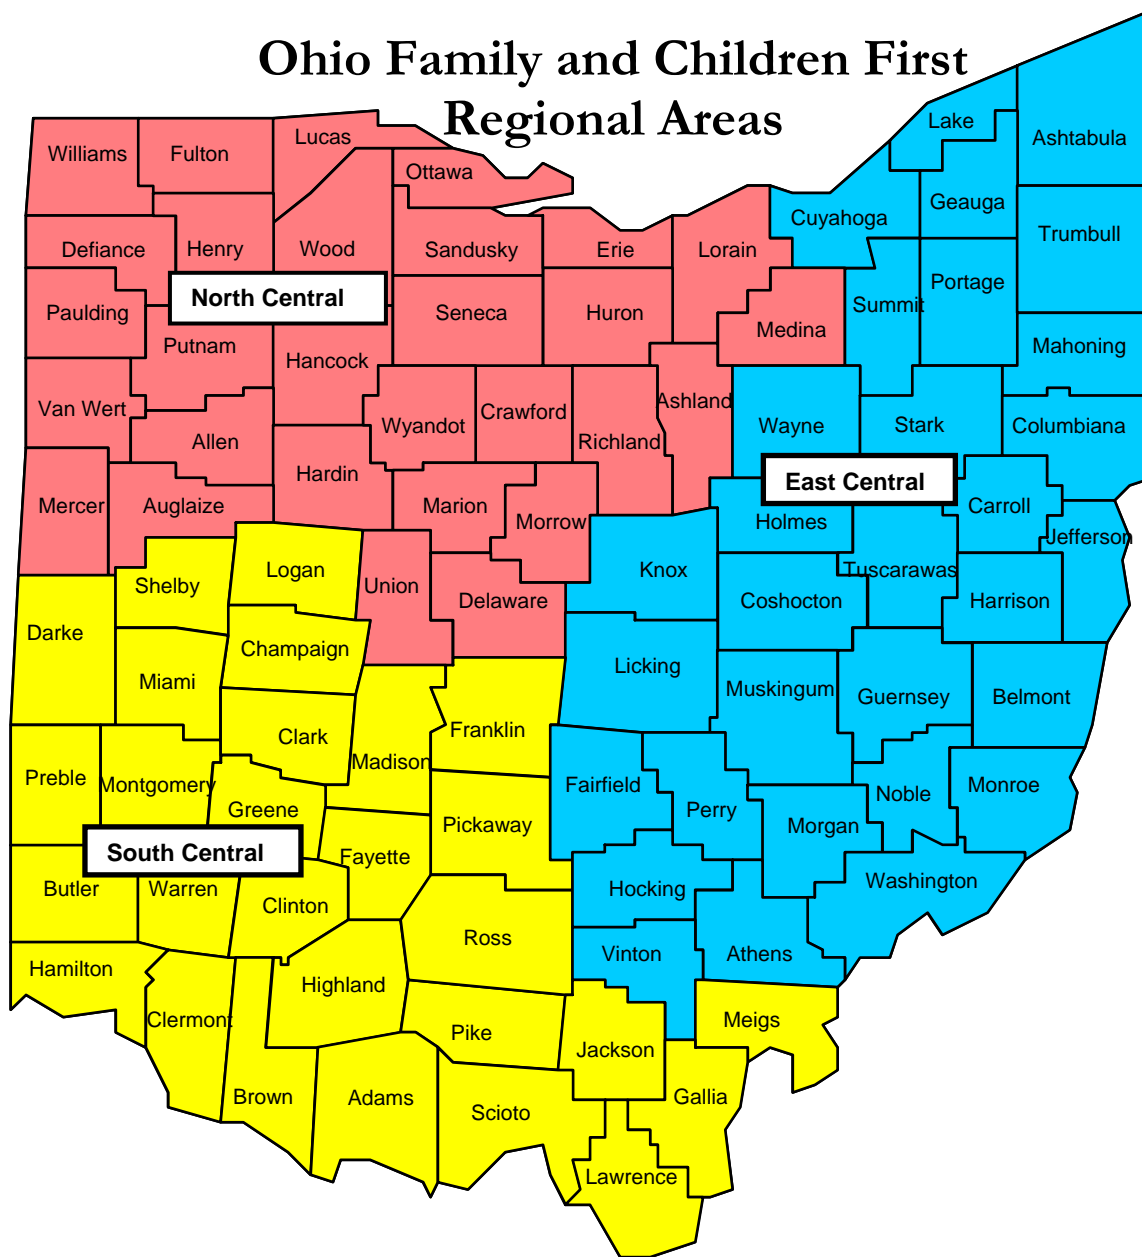 Ohio Family and Children First
Regional Areas
Lake
Ashtabula
Lucas
Williams
Fulton
Ottawa
Geauga
Cuyahoga
Trumbull
Defiance
Henry
Wood
Sandusky
Erie
Lorain
Portage
North Central
Summit
Paulding
Seneca
Huron
Medina
Putnam
Mahoning
Hancock
Van Wert
Ashland
Crawford
Wyandot
Wayne
Stark
Columbiana
Allen
Richland
Hardin
East Central
Mercer
Auglaize
Marion
Morrow
Holmes
Carroll
Jefferson
Logan
Knox
Tuscarawas
Shelby
Union
Delaware
Coshocton
Harrison
Darke
Champaign
Licking
Miami
Muskingum
Guernsey
Belmont
Clark
Franklin
Madison
Preble
Montgomery
Fairfield
Noble
Monroe
Greene
Perry
Pickaway
Morgan
South Central
Fayette
Butler
Warren
Hocking
Washington
Clinton
Ross
Vinton
Athens
Hamilton
Highland
Clermont
Pike
Meigs
Jackson
Brown
Adams
Gallia
Scioto
Lawrence